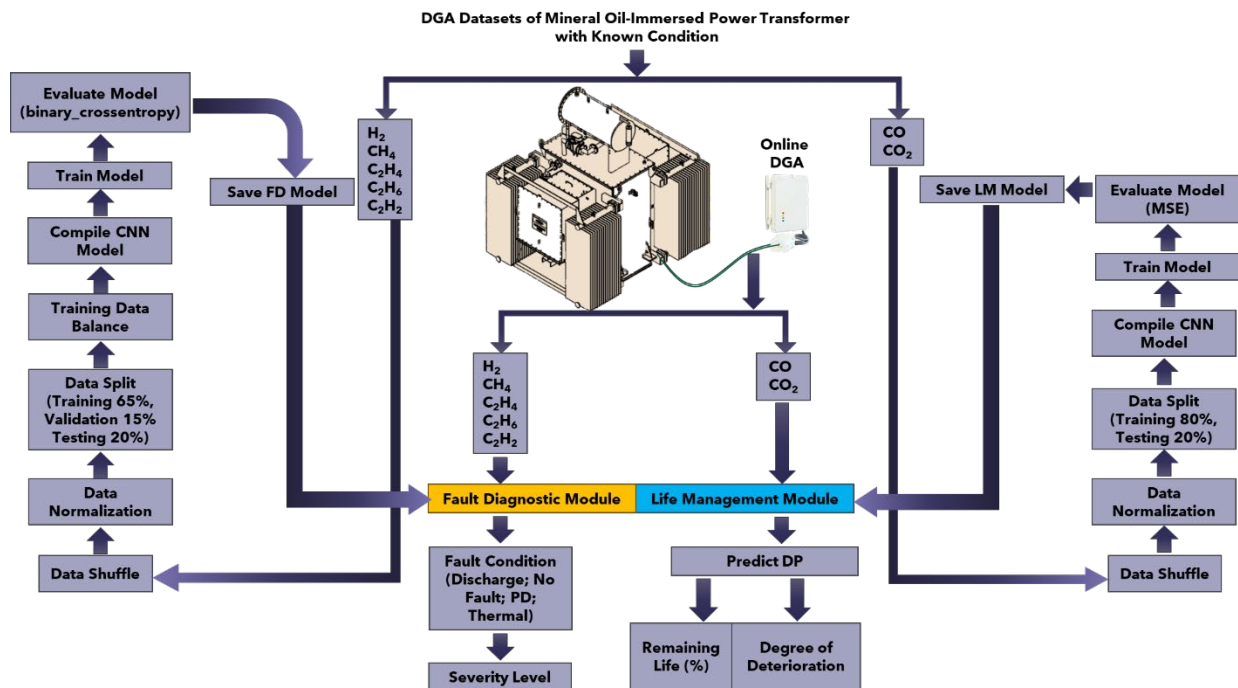 DGA Datasets of Mineral Oil-Immersed Power Transformer
with Known Condition
Evaluate Model
(binary_crossentropy)
Train Model
Compile CNN
Model
Training Data
Balance
Data Split
(Training 65%,
Validation 15%
Testing 20%)
Data
Normalization
Data Shuffle
Save FD Model
H₂
CH₄
C₂H₄
C₂H₆
C₂H₂
Online
DGA
CO
CO₂
Save LM Model
Evaluate Model
(MSE)
Train Model
Compile CNN
Model
Data Split
(Training 80%,
Testing 20%)
Data
Normalization
Data Shuffle
H₂
CH₄
C₂H₄
C₂H₆
C₂H₂
CO
CO₂
Fault Diagnostic Module
Life Management Module
Fault Condition
(Discharge; No
Fault; PD;
Thermal)
Severity Level
Predict DP
Remaining
Life (%)
Degree of
Deterioration